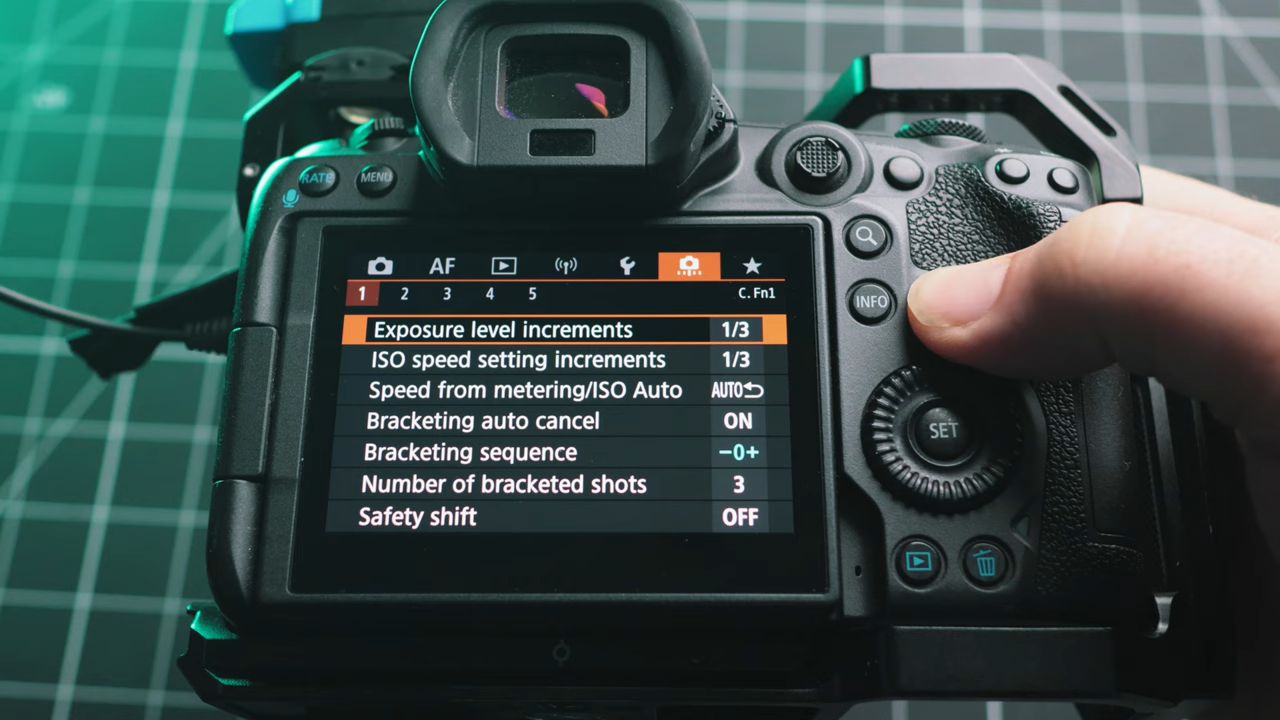 RATE MENU
AF
1 2 3 4 5 C.Fn1
Exposure level increments 1/3
ISO speed setting increments 1/3
Speed from metering/ISO Auto AUTO
Bracketing auto cancel ON
Bracketing sequence -0+
Number of bracketed shots 3
Safety shift OFF
INFO
SET